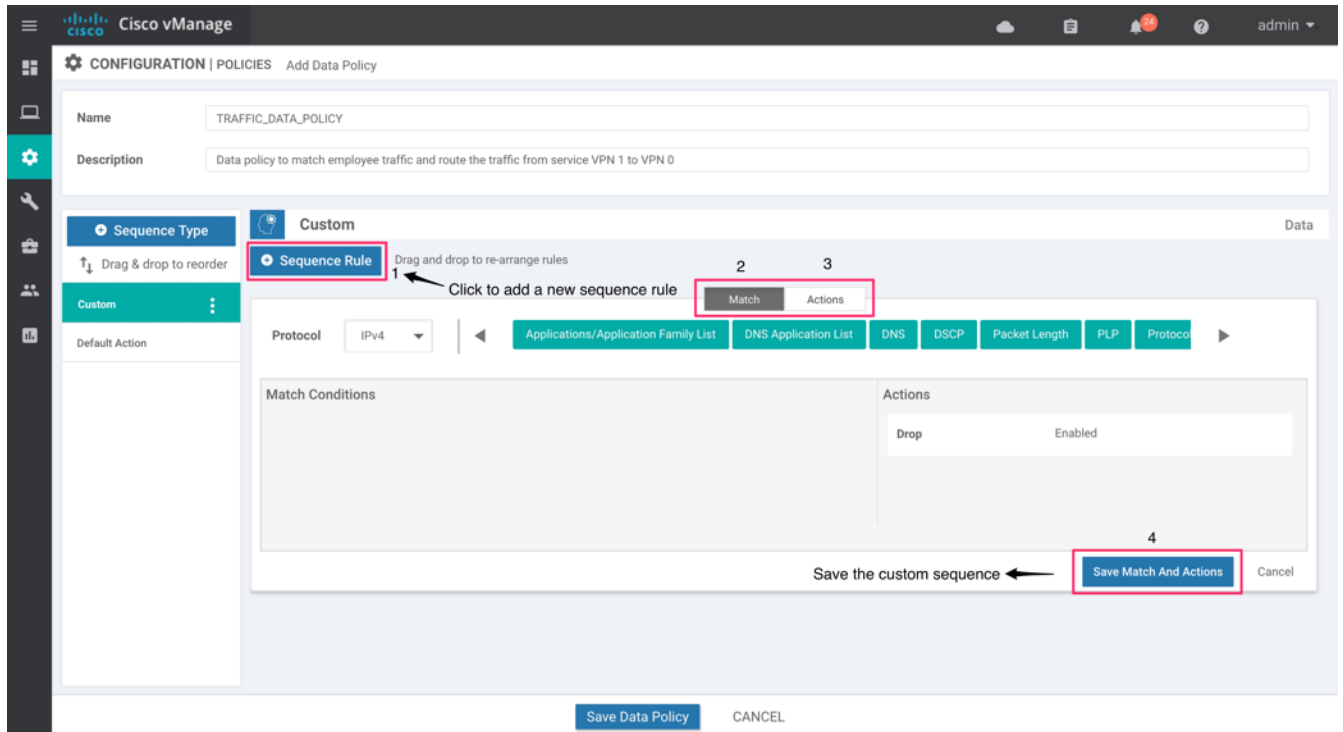 cisco Cisco vManage 24 admin
CONFIGURATION | POLICIES Add Data Policy
Name TRAFFIC_DATA_POLICY
Description Data policy to match employee traffic and route the traffic from service VPN 1 to VPN 0
Sequence Type
Drag & drop to reorder
Custom
Default Action
Custom Data
Sequence Rule Drag and drop to re-arrange rules
1 Click to add a new sequence rule
2 3
Match Actions
Protocol IPv4 Applications/Application Family List DNS Application List DNS DSCP Packet Length PLP Protocol
Match Conditions
Actions
Drop Enabled
4
Save the custom sequence Save Match And Actions Cancel
Save Data Policy CANCEL